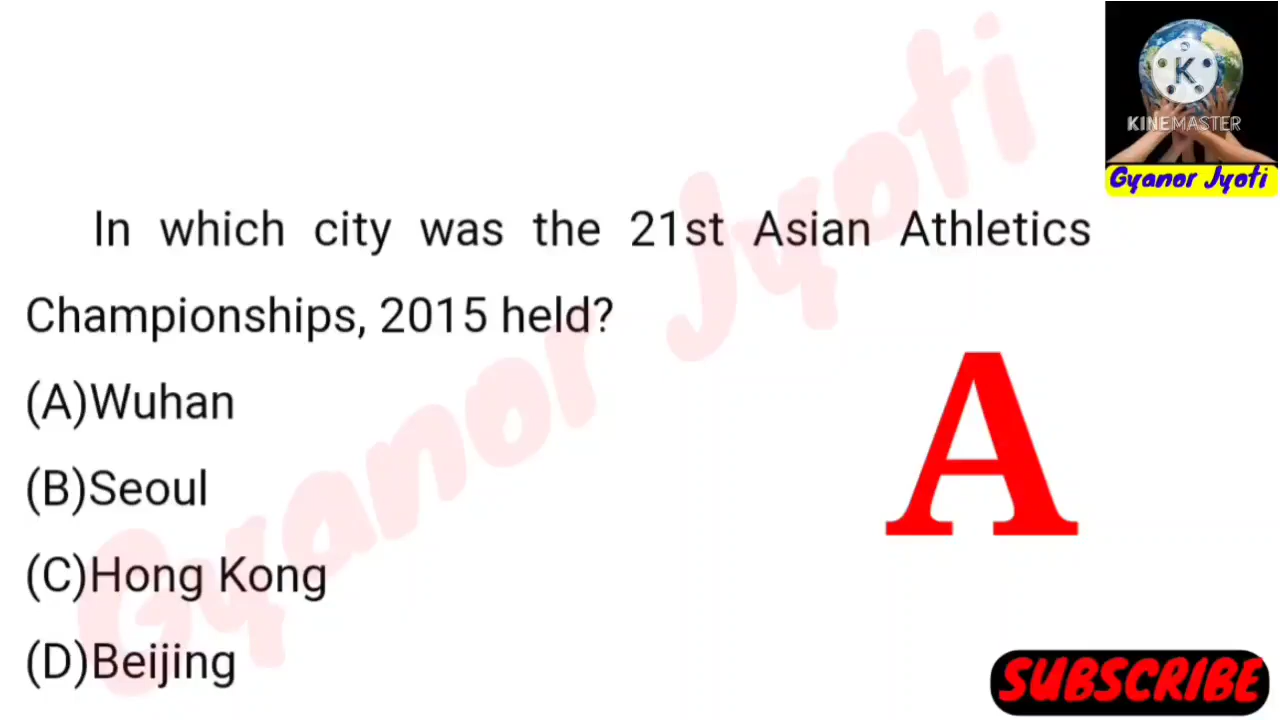 K
KINEMASTER
Gyanor Jyoti
In which city was the 21st Asian Athletics
Championships, 2015 held?
(A)Wuhan
(B)Seoul
(C)Hong Kong
(D)Beijing
A
Gyanor Jyoti
SUBSCRIBE